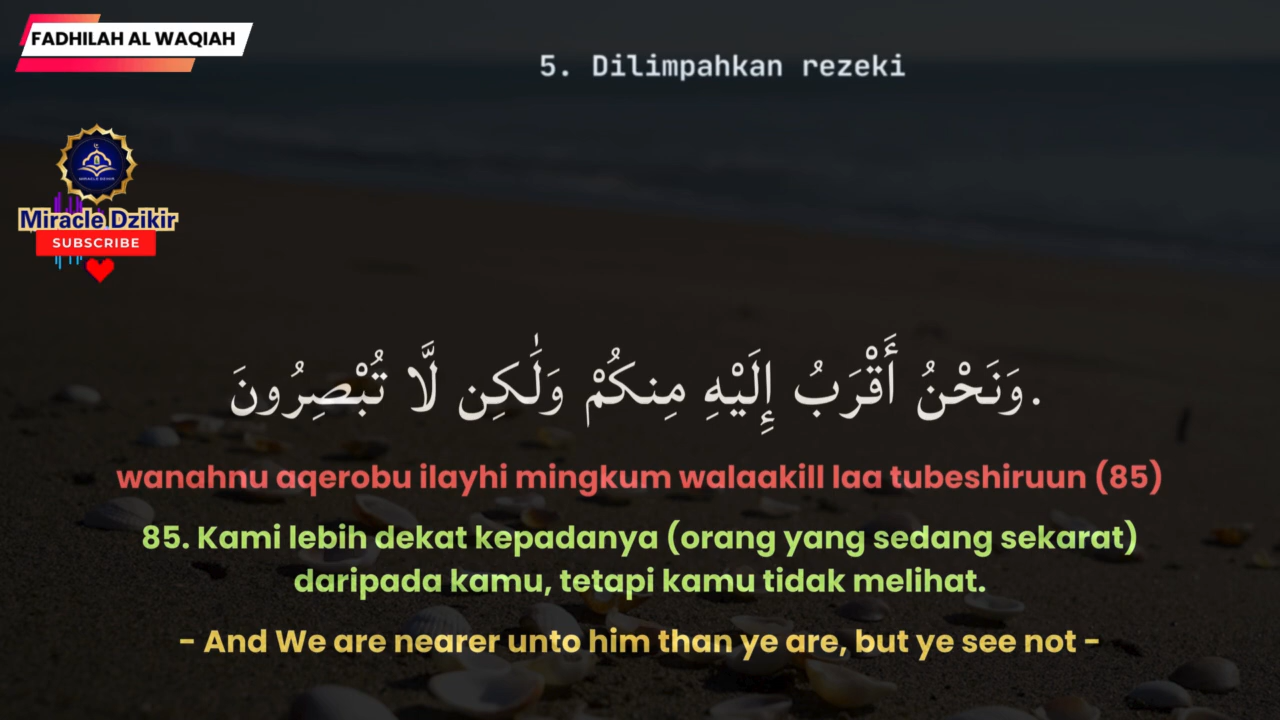 FADHILAH AL WAQIAH
5. Dilimpahkan rezeki
Miracle Dzikir
SUBSCRIBE
وَنَحْنُ أَقْرَبُ إِلَيْهِ مِنكُمْ وَلَٰكِن لَّا تُبْصِرُونَ.
wanahnu aqerobu ilayhi mingkum walaakill laa tubeshiruun (85)
85. Kami lebih dekat kepadanya (orang yang sedang sekarat)
daripada kamu, tetapi kamu tidak melihat.
- And We are nearer unto him than ye are, but ye see not -